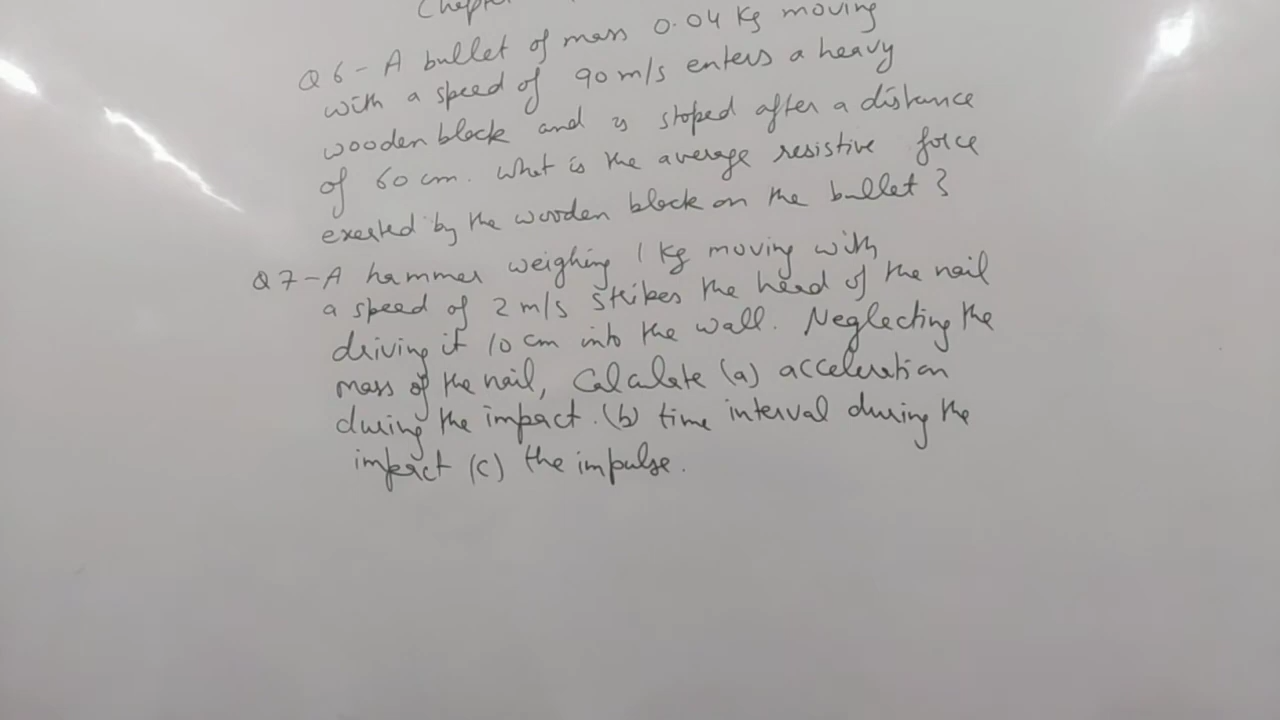 Chapter
Q6-A bullet of mass 0.04 Kg moving
with a speed of 90 m/s enters a heavy
wooden block and is stoped after a distance
of 60 cm. What is the average resistive force
exerted by the wooden block on the bullet?
Q7-A hammer weighing 1 Kg moving with
a speed of 2 m/s strikes the head of the nail
driving it 10 cm into the wall. Neglecting the
mass of the nail, Calculate (a) acceleration
during the impact. (b) time interval during the
impact (c) the impulse.